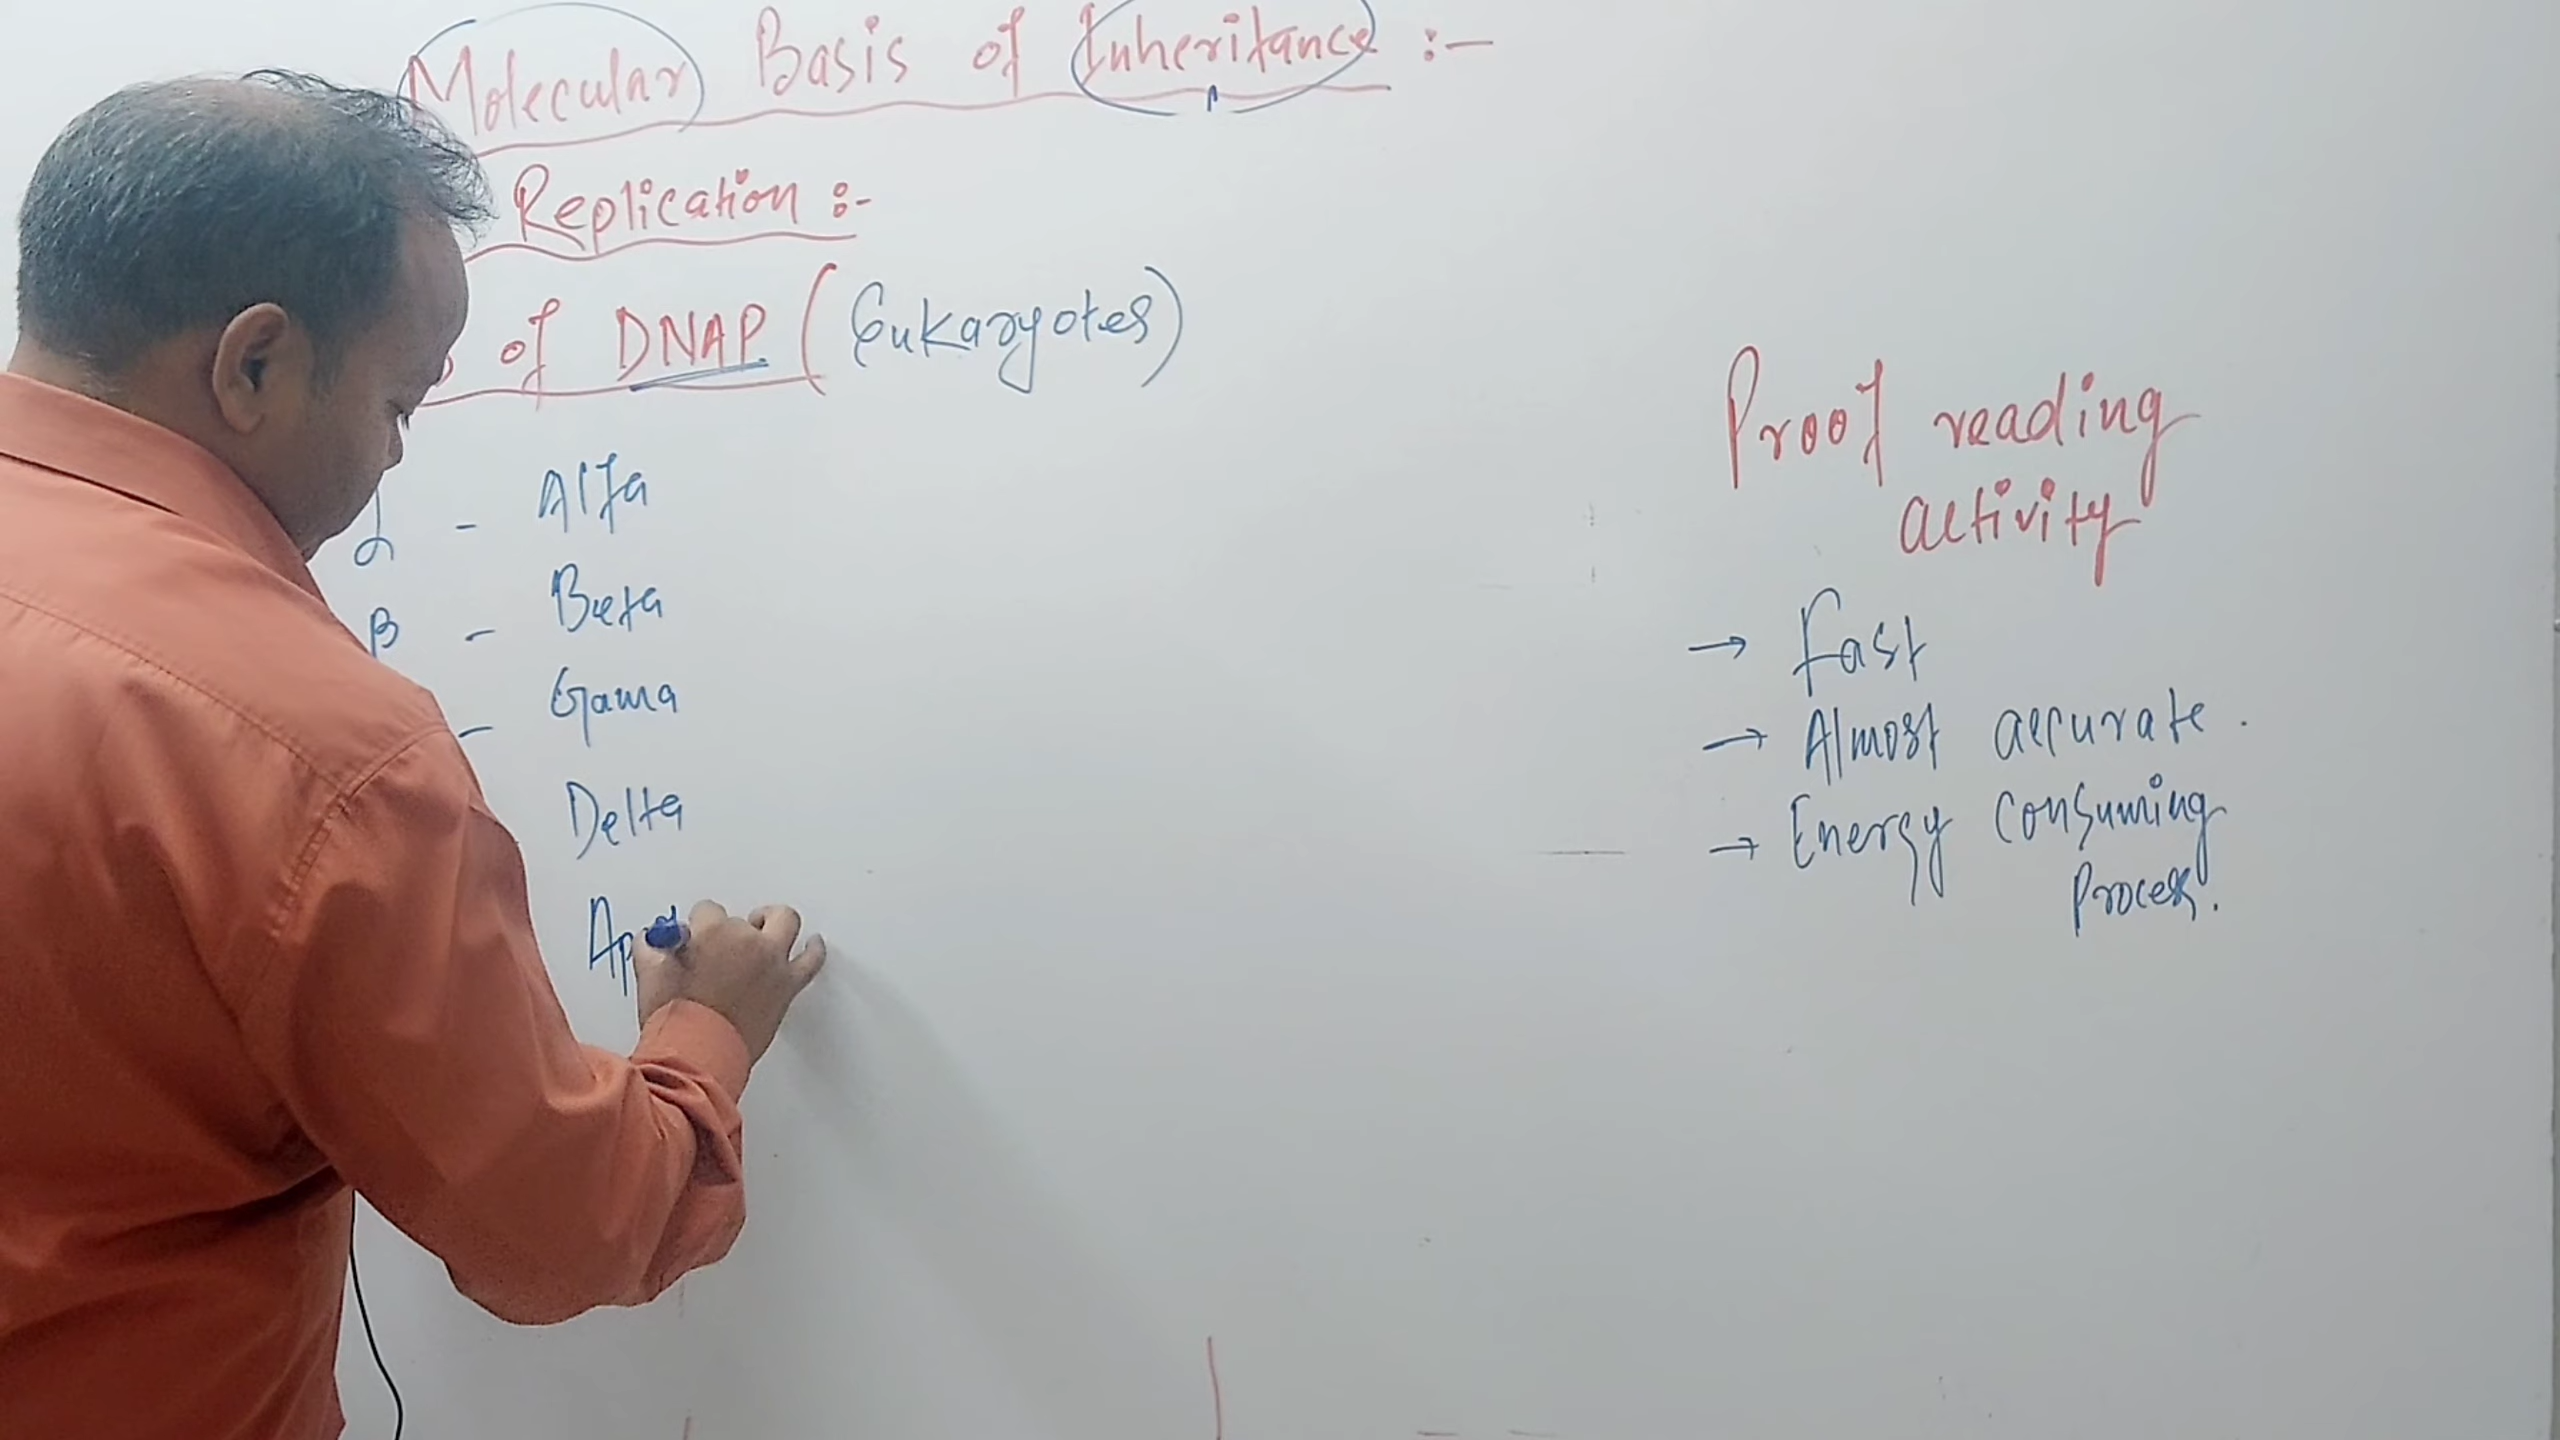 Molecular Basis of Inheritance :-
Replication :-
of DNAP (Eukaryotes)
α - Alfa
β - Beta
- Gama
Delta
Proof reading
activity
→ Fast
→ Almost accurate.
→ Energy Consuming
Process.